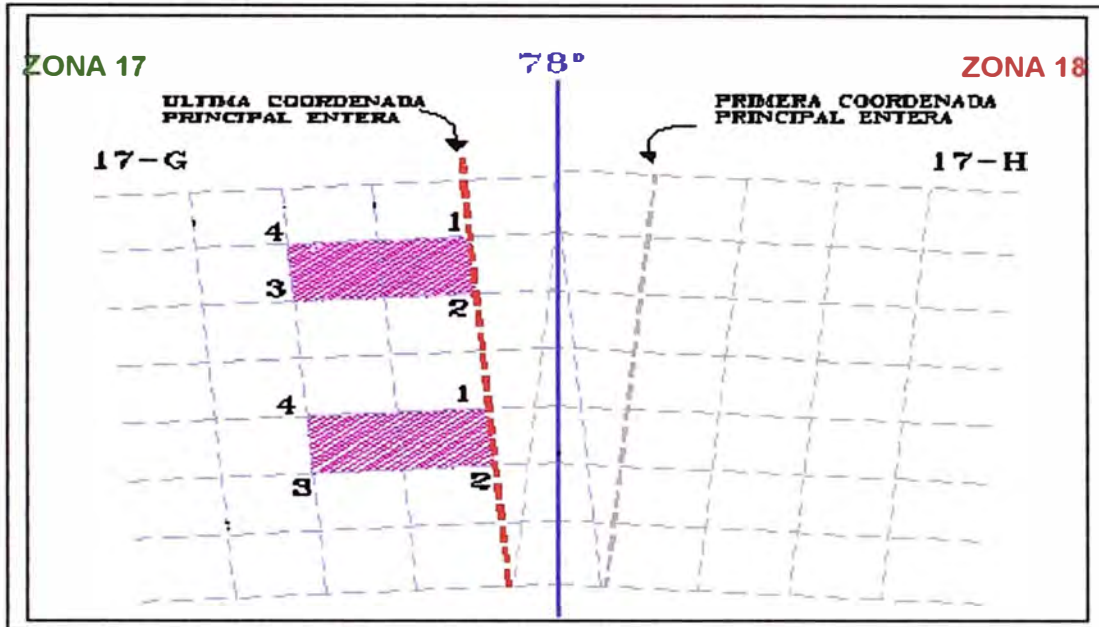 ZONA 17
78°
ZONA 18
ULTIMA COORDENADA
PRINCIPAL ENTERA
PRIMERA COORDENADA
PRINCIPAL ENTERA
17-G
17-H
4
1
3
2
4
1
3
2